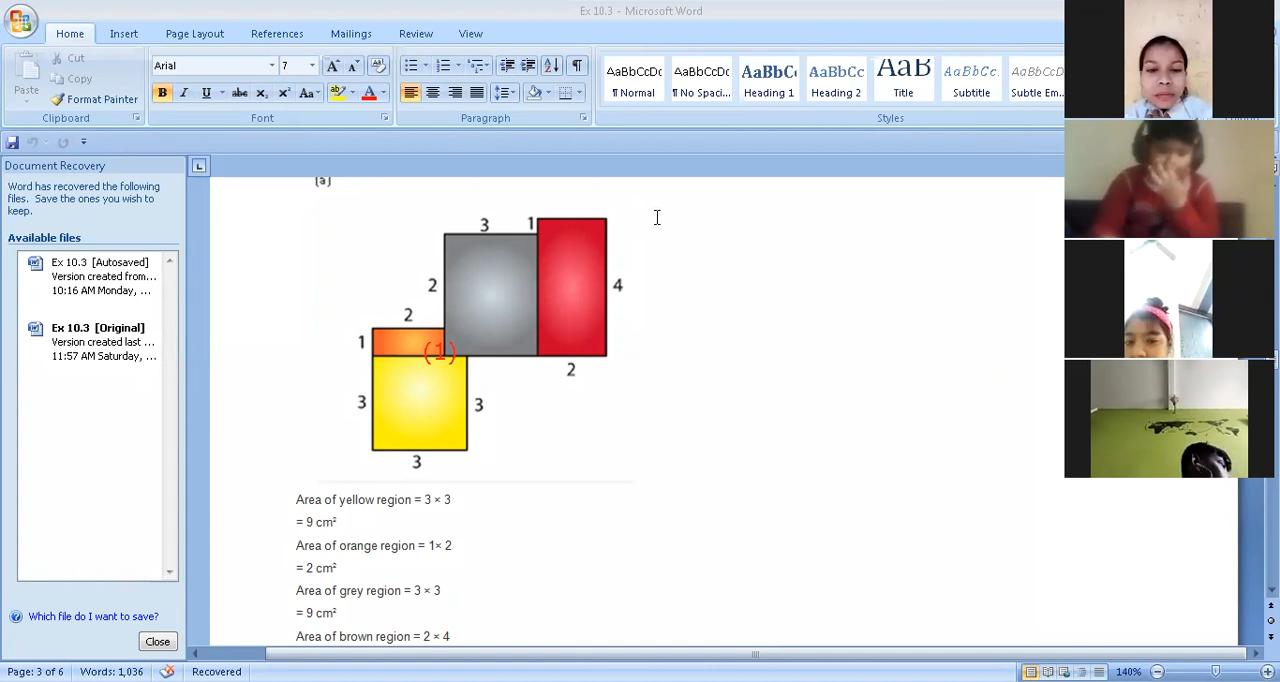 Ex 10.3 - Microsoft Word
Home Insert Page Layout References Mailings Review View
Paste
Cut
Copy
Format Painter
Clipboard
Arial 7
B I U abc X₂ X² Aa
Font
Paragraph
AaBbCcDc AaBbCcDc AaBbC AaBbCc AaB AaBbCc. AaBbCcDc
¶ Normal ¶ No Spaci... Heading 1 Heading 2 Title Subtitle Subtle Em...
Styles
Document Recovery
Word has recovered the following
files. Save the ones you wish to
keep.
Available files
Ex 10.3 [Autosaved]
Version created from...
10:16 AM Monday, ...
Ex 10.3 [Original]
Version created last ...
11:57 AM Saturday, ...
Which file do I want to save?
Close
(a)
3 1
2 4
2
1 (1)
2
3 3
3
Area of yellow region = 3 × 3
= 9 cm²
Area of orange region = 1× 2
= 2 cm²
Area of grey region = 3 × 3
= 9 cm²
Area of brown region = 2 × 4
Page: 3 of 6 Words: 1,036 Recovered 140%